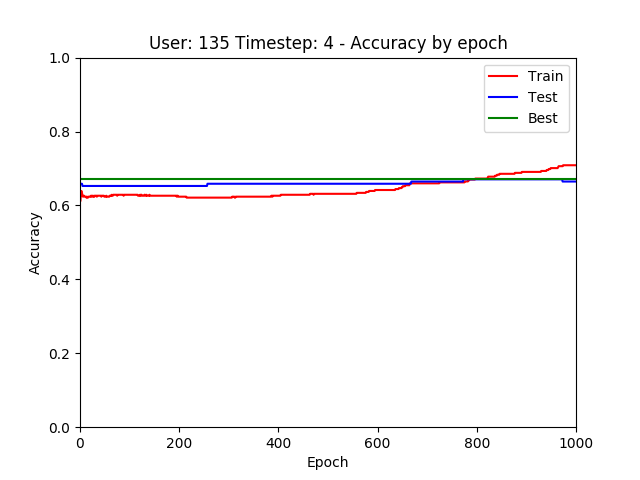 User: 135 Timestep: 4 - Accuracy by epoch
Train
Test
Best
1.0
0.8
0.6
0.4
0.2
0.0
Accuracy
0 200 400 600 800 1000
Epoch